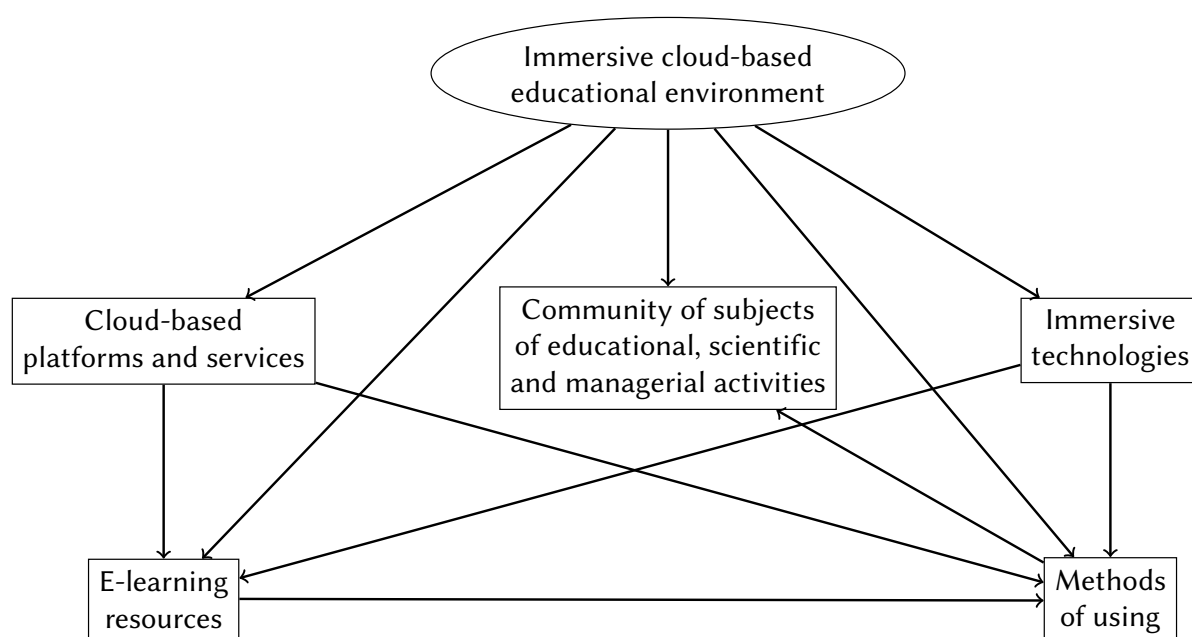 Immersive cloud-based
educational environment
Cloud-based
platforms and services
Community of subjects
of educational, scientific
and managerial activities
Immersive
technologies
E-learning
resources
Methods
of using